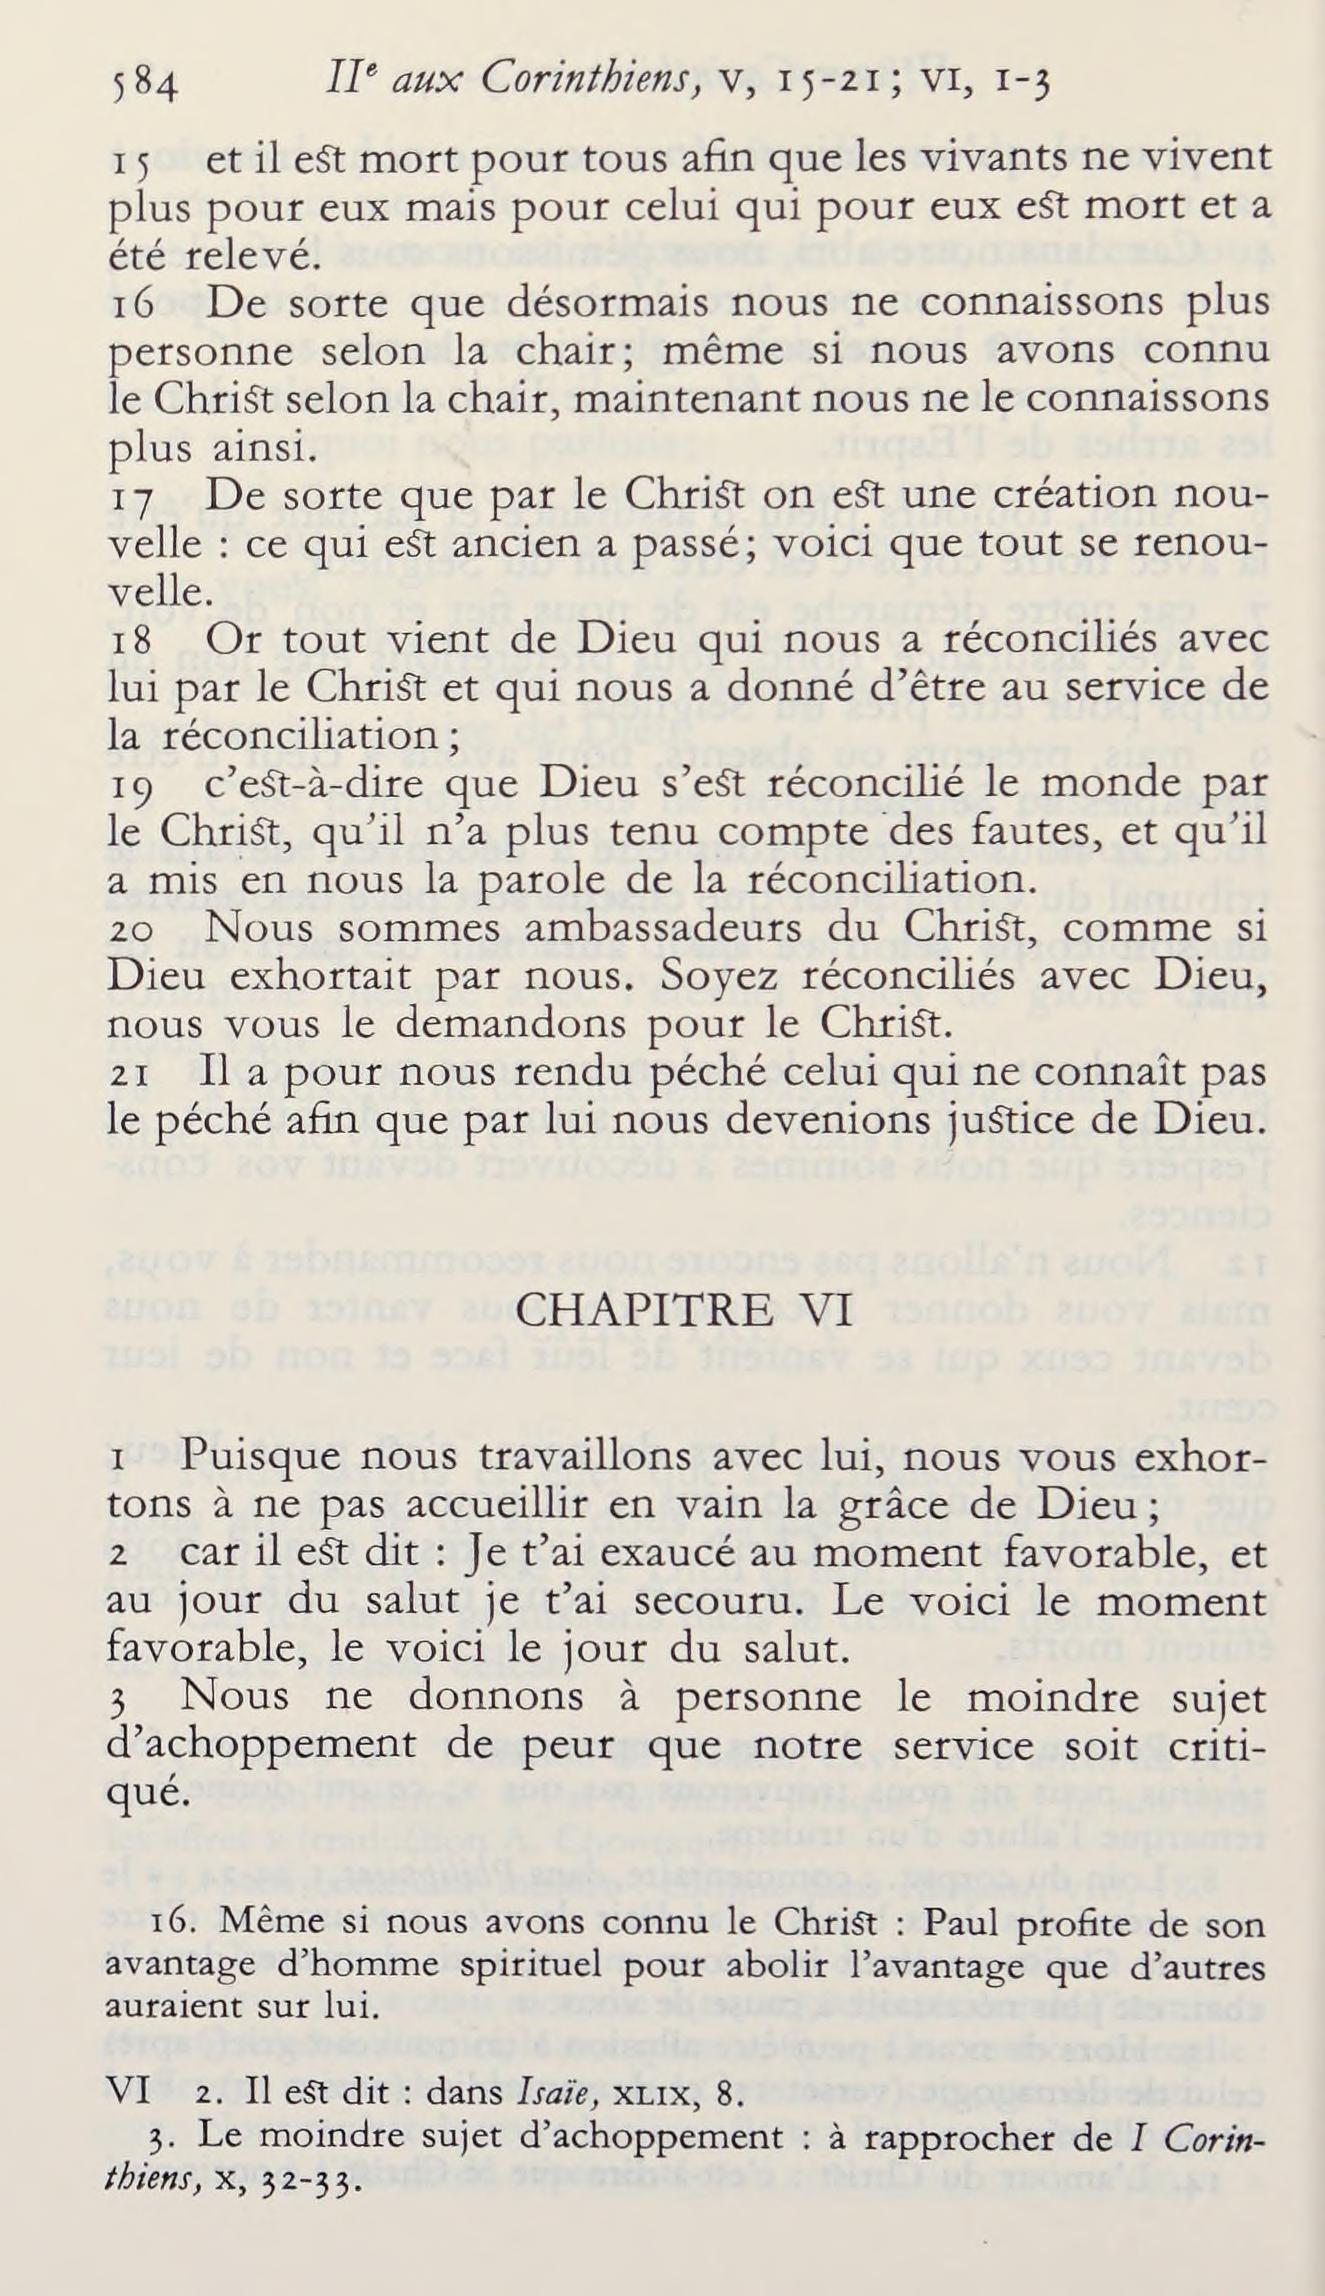 584 IIe aux Corinthiens, V, 15-21 ; VI, 1-3
15 et il est mort pour tous afin que les vivants ne vivent
plus pour eux mais pour celui qui pour eux est mort et a
été relevé.
16 De sorte que désormais nous ne connaissons plus
personne selon la chair; même si nous avons connu
le Christ selon la chair, maintenant nous ne le connaissons
plus ainsi.
17 De sorte que par le Christ on est une création nou-
velle : ce qui est ancien a passé; voici que tout se renou-
velle.
18 Or tout vient de Dieu qui nous a réconciliés avec
lui par le Christ et qui nous a donné d'être au service de
la réconciliation ;
19 c'est-à-dire que Dieu s'est réconcilié le monde par
le Christ, qu'il n'a plus tenu compte des fautes, et qu'il
a mis en nous la parole de la réconciliation.
20 Nous sommes ambassadeurs du Christ, comme si
Dieu exhortait par nous. Soyez réconciliés avec Dieu,
nous vous le demandons pour le Christ.
21 Il a pour nous rendu péché celui qui ne connaît pas
le péché afin que par lui nous devenions justice de Dieu.
CHAPITRE VI
1 Puisque nous travaillons avec lui, nous vous exhor-
tons à ne pas accueillir en vain la grâce de Dieu ;
2 car il est dit : Je t'ai exaucé au moment favorable, et
au jour du salut je t'ai secouru. Le voici le moment
favorable, le voici le jour du salut.
3 Nous ne donnons à personne le moindre sujet
d'achoppement de peur que notre service soit criti-
qué.
16. Même si nous avons connu le Christ : Paul profite de son
avantage d'homme spirituel pour abolir l'avantage que d'autres
auraient sur lui.
VI 2. Il est dit : dans Isaïe, XLIX, 8.
3. Le moindre sujet d'achoppement : à rapprocher de I Corin-
thiens, X, 32-33.